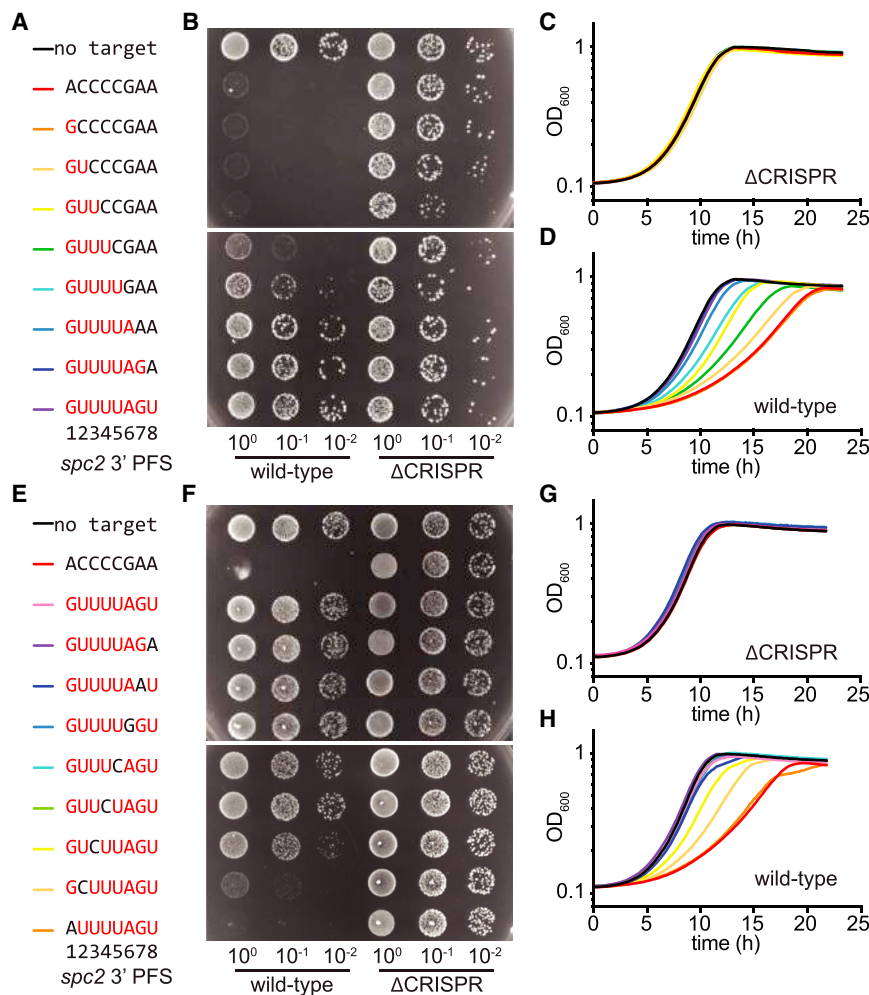 A
no target
ACCCCGAA
GCCCCGAA
GUCCCGAA
GUUCCGAA
GUUUCGAA
GUUUUGAA
GUUUUAAA
GUUUUAGA
GUUUUAGU
12345678
spc2 3' PFS
B
10⁰ 10⁻¹ 10⁻² 10⁰ 10⁻¹ 10⁻²
wild-type ΔCRISPR
C
OD₆₀₀
1
0.1
ΔCRISPR
0 5 10 15 20 25
time (h)
D
OD₆₀₀
1
0.1
wild-type
0 5 10 15 20 25
time (h)
E
no target
ACCCCGAA
GUUUUAGU
GUUUUAGA
GUUUUAAU
GUUUUGGU
GUUUCAGU
GUUCUAGU
GUCUUAGU
GCUUUAGU
AUUUUAGU
12345678
spc2 3' PFS
F
10⁰ 10⁻¹ 10⁻² 10⁰ 10⁻¹ 10⁻²
wild-type ΔCRISPR
G
OD₆₀₀
1
0.1
ΔCRISPR
0 5 10 15 20 25
time (h)
H
OD₆₀₀
1
0.1
wild-type
0 5 10 15 20 25
time (h)